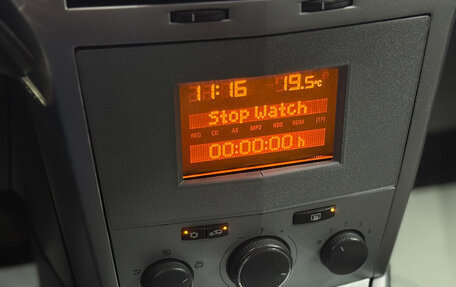 11:16 19.5°C
Stop Watch
REG CD AS MP3 RDS RDM [TP]
00:00:00 h